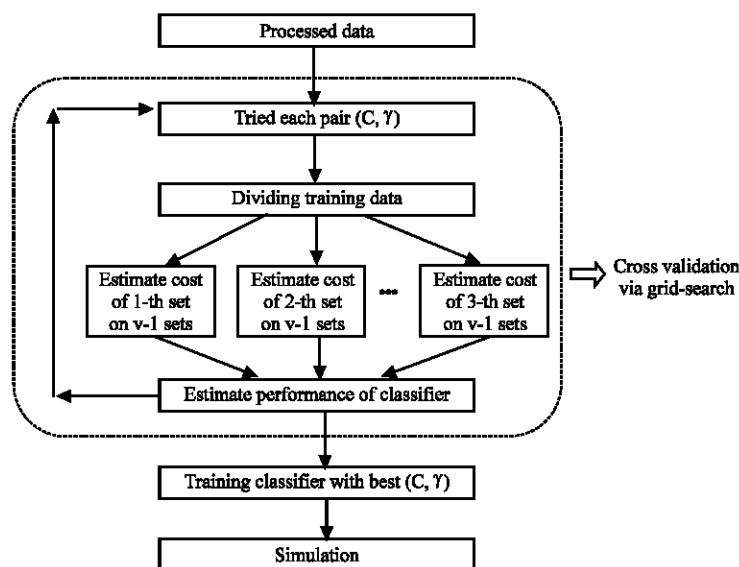 Processed data
Tried each pair (C, γ)
Dividing training data
Estimate cost
of 1-th set
on v-1 sets
Estimate cost
of 2-th set
on v-1 sets
...
Estimate cost
of 3-th set
on v-1 sets
Cross validation
via grid-search
Estimate performance of classifier
Training classifier with best (C, γ)
Simulation